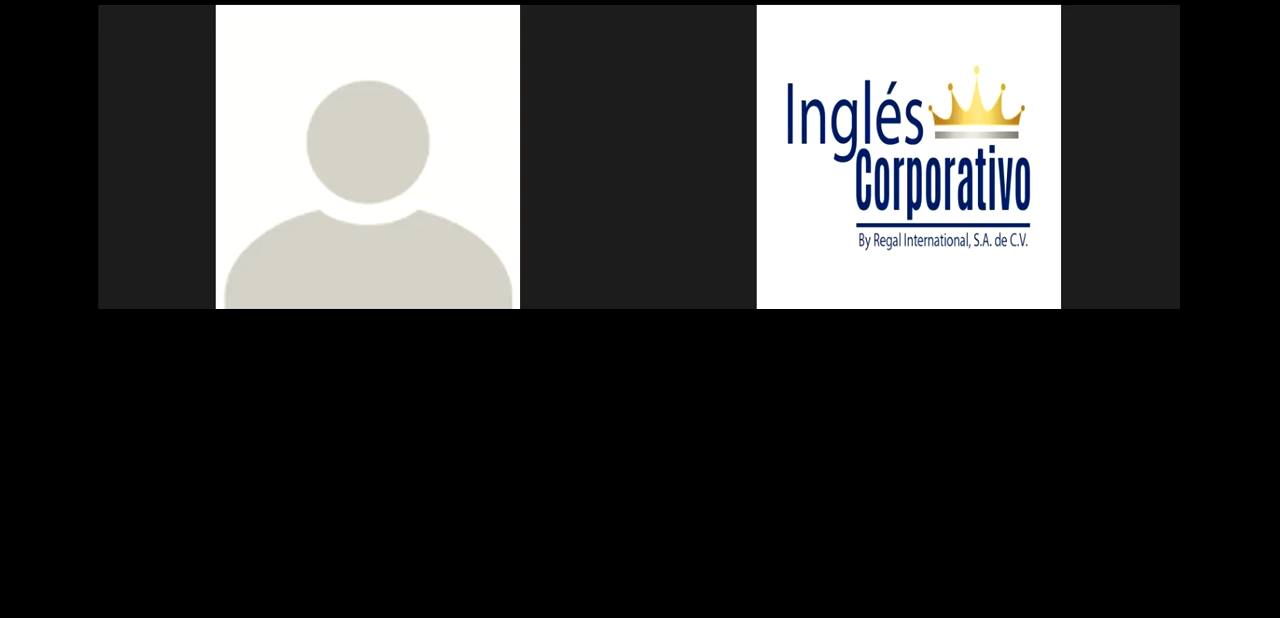 Inglés
Corporativo
By Regal International, S.A. de C.V.